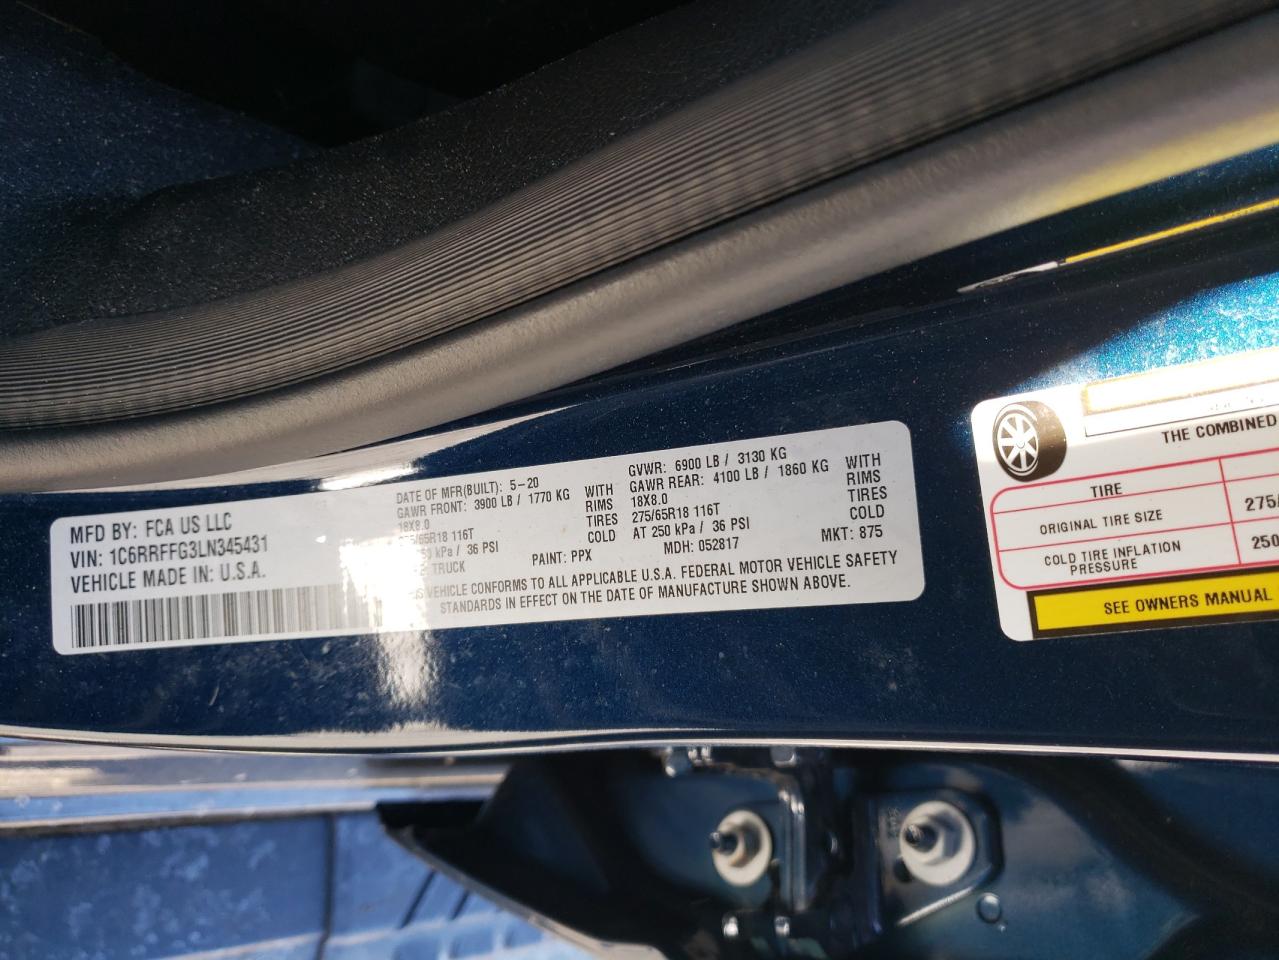 MFD BY: FCA US LLC
VIN: 1C6RRFFG3LN345431
VEHICLE MADE IN: U.S.A.
DATE OF MFR(BUILT): 5-20
GAWR FRONT: 3900 LB / 1770 KG
18X8.0
275/65R18 116T
kPa / 36 PSI
WITH
RIMS
TIRES
COLD
TRUCK
PAINT: PPX
GVWR: 6900 LB / 3130 KG
GAWR REAR: 4100 LB / 1860 KG
18X8.0
275/65R18 116T
AT 250 kPa / 36 PSI
WITH
RIMS
TIRES
COLD
MDH: 052817
MKT: 875
VEHICLE CONFORMS TO ALL APPLICABLE U.S.A. FEDERAL MOTOR VEHICLE SAFETY
STANDARDS IN EFFECT ON THE DATE OF MANUFACTURE SHOWN ABOVE.
THE COMBINED
TIRE
ORIGINAL TIRE SIZE
275/
COLD TIRE INFLATION
PRESSURE
250
SEE OWNERS MANUAL